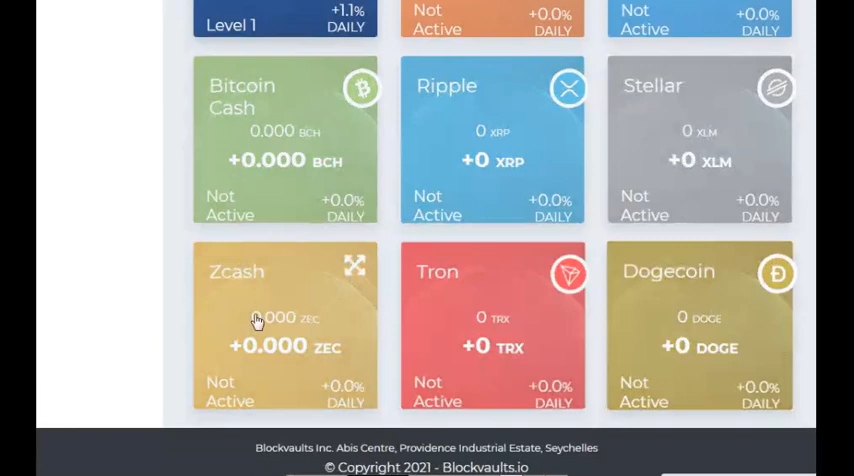 +1.1%
Level 1 DAILY
Not +0.0%
Active DAILY
Not +0.0%
Active DAILY
Bitcoin
Cash
0.000 BCH
+0.000 BCH
Not +0.0%
Active DAILY
Ripple
0 XRP
+0 XRP
Not +0.0%
Active DAILY
Stellar
0 XLM
+0 XLM
Not +0.0%
Active DAILY
Zcash
0.000 ZEC
+0.000 ZEC
Not +0.0%
Active DAILY
Tron
0 TRX
+0 TRX
Not +0.0%
Active DAILY
Dogecoin
0 DOGE
+0 DOGE
Not +0.0%
Active DAILY
Blockvaults Inc. Abis Centre, Providence Industrial Estate, Seychelles
© Copyright 2021 - Blockvaults.io